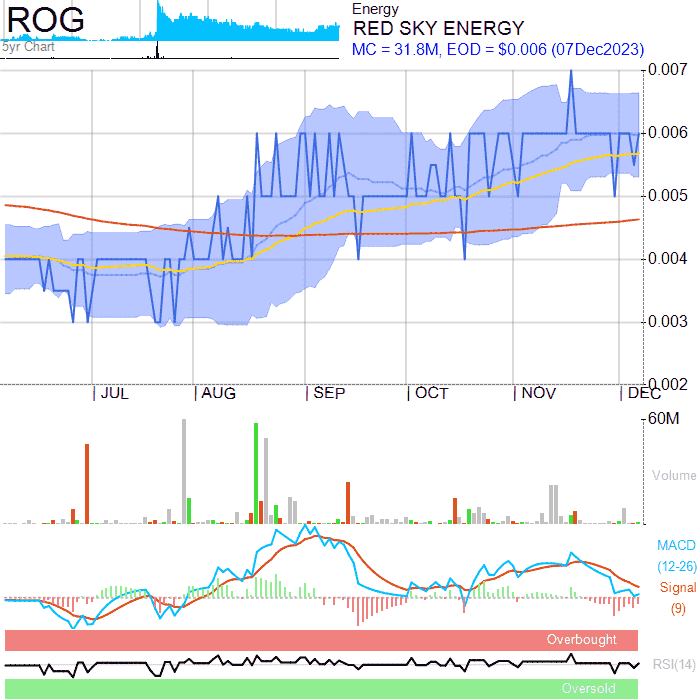 ROG
5yr Chart
Energy
RED SKY ENERGY
MC = 31.8M, EOD = $0.006 (07Dec2023)
0.007
0.006
0.005
0.004
0.003
0.002
JUL
AUG
SEP
OCT
NOV
DEC
60M
Volume
MACD
(12-26)
Signal
(9)
Overbought
RSI(14)
Oversold